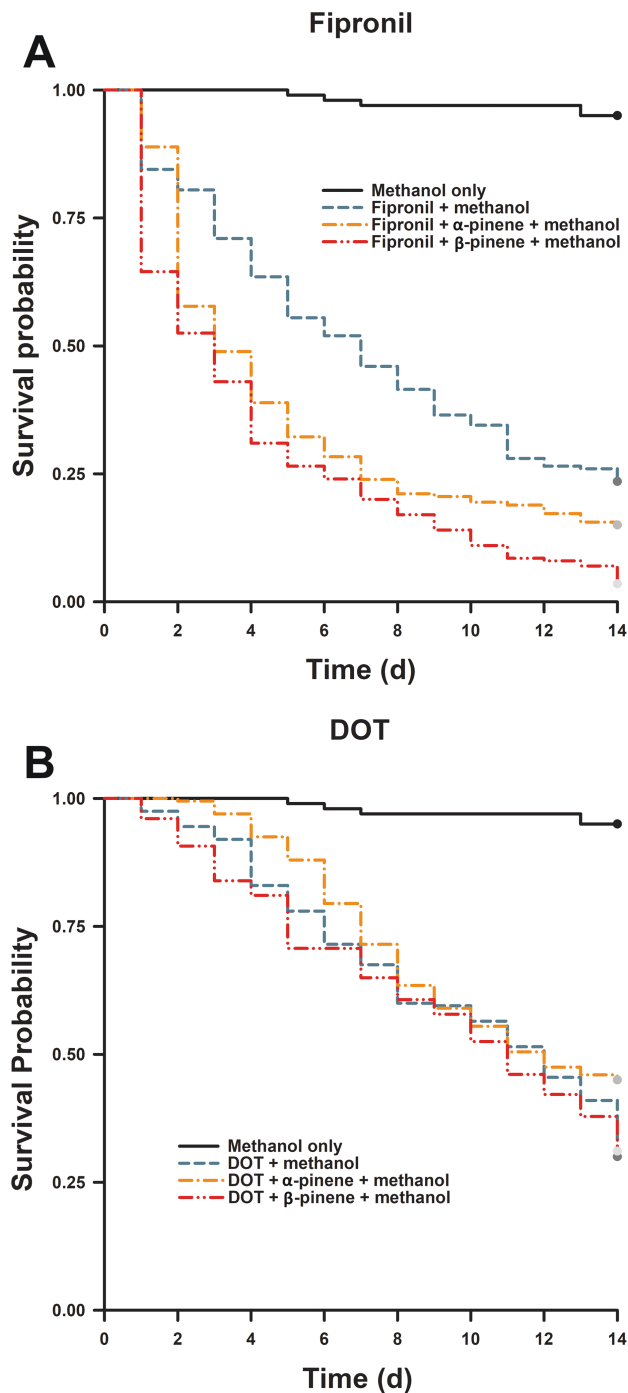 Fipronil
A
1.00
0.75
0.50
0.25
0.00
Survival probability
Methanol only
Fipronil + methanol
Fipronil + α-pinene + methanol
Fipronil + β-pinene + methanol
0 2 4 6 8 10 12 14
Time (d)
DOT
B
1.00
0.75
0.50
0.25
0.00
Survival Probability
Methanol only
DOT + methanol
DOT + α-pinene + methanol
DOT + β-pinene + methanol
0 2 4 6 8 10 12 14
Time (d)